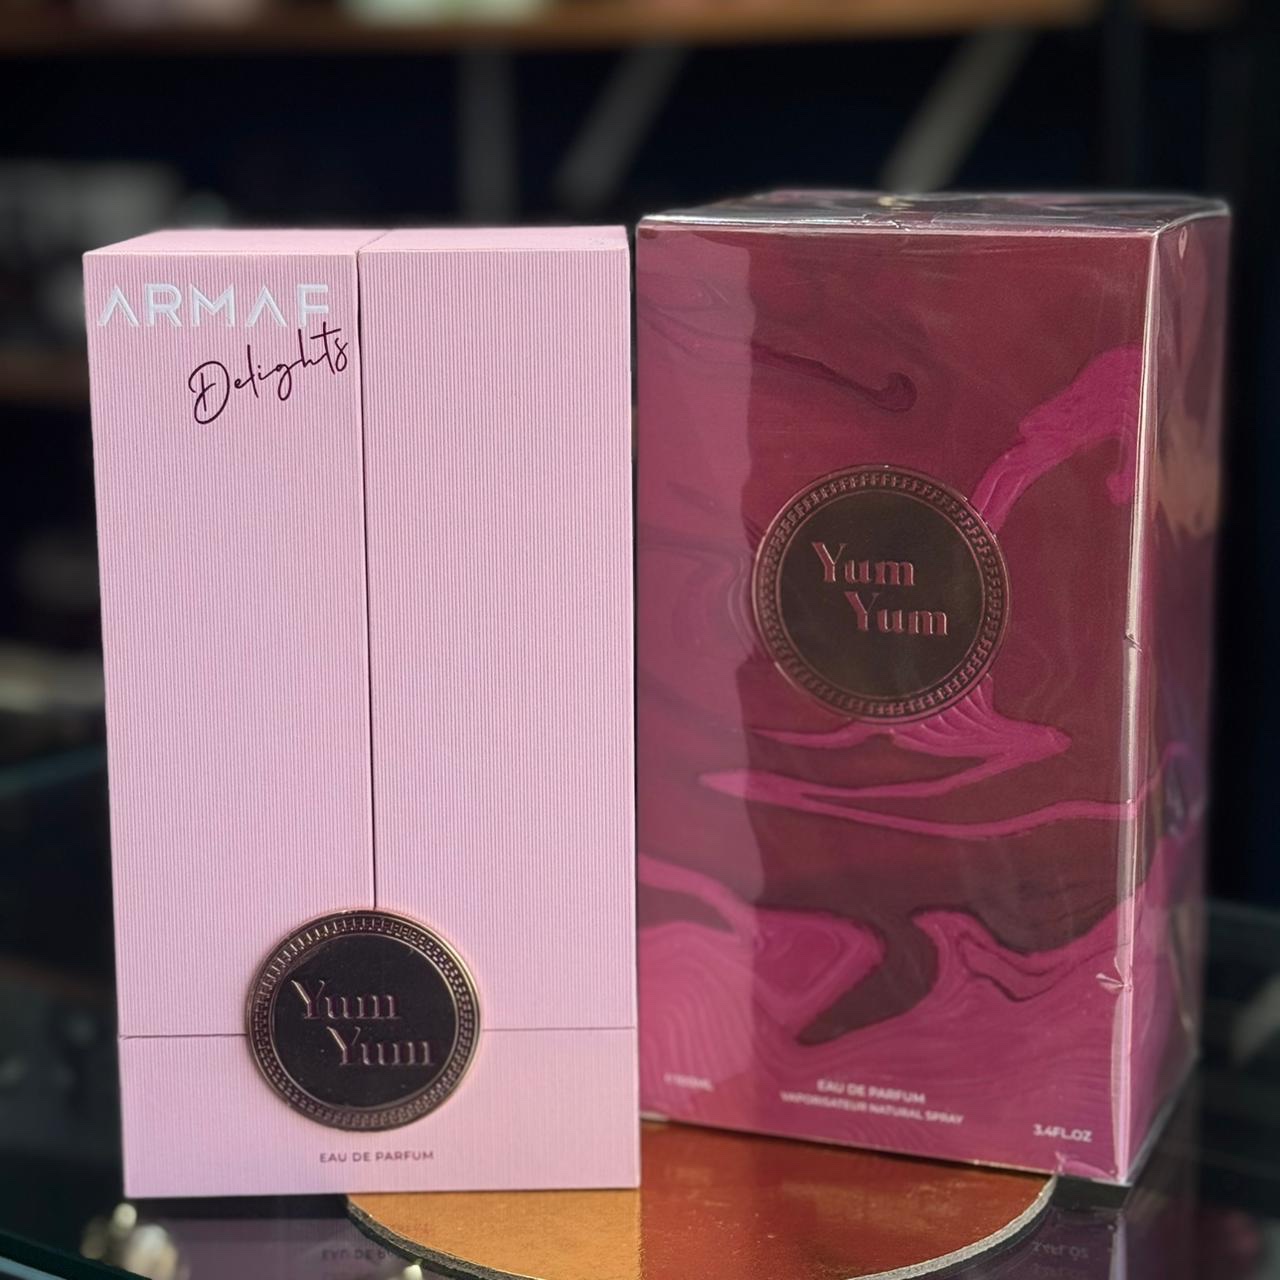 ARMAF
Delights
Yum
Yum
EAU DE PARFUM
Yum
Yum
EAU DE PARFUM
VAPORISATEUR NATURAL SPRAY
3.4FL.OZ